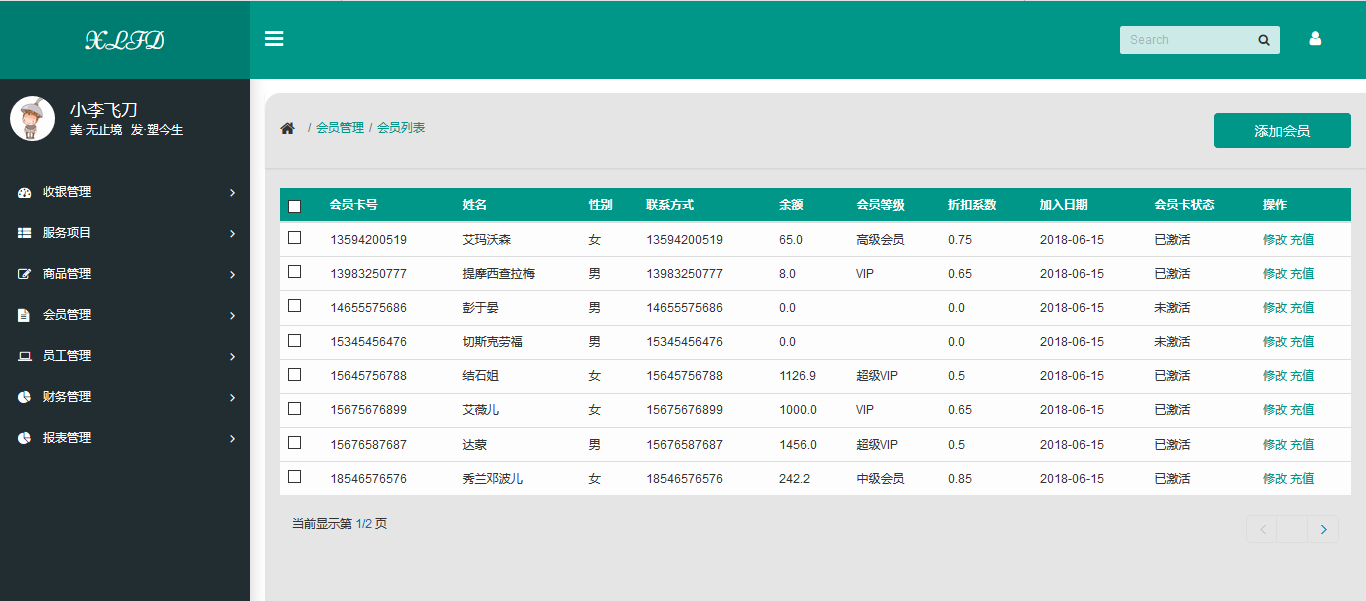 XLFD
Search
小李飞刀
美·无止境 发·塑今生
收银管理
服务项目
商品管理
会员管理
员工管理
财务管理
报表管理
/ 会员管理 / 会员列表
添加会员
会员卡号 姓名 性别 联系方式 余额 会员等级 折扣系数 加入日期 会员卡状态 操作
13594200519 艾玛沃森 女 13594200519 65.0 高级会员 0.75 2018-06-15 已激活 修改 充值
13983250777 提摩西查拉梅 男 13983250777 8.0 VIP 0.65 2018-06-15 已激活 修改 充值
14655575686 彭于晏 男 14655575686 0.0 0.0 2018-06-15 未激活 修改 充值
15345456476 切斯克劳福 男 15345456476 0.0 0.0 2018-06-15 未激活 修改 充值
15645756788 结石姐 女 15645756788 1126.9 超级VIP 0.5 2018-06-15 已激活 修改 充值
15675676899 艾薇儿 女 15675676899 1000.0 VIP 0.65 2018-06-15 已激活 修改 充值
15676587687 达蒙 男 15676587687 1456.0 超级VIP 0.5 2018-06-15 已激活 修改 充值
18546576576 秀兰邓波儿 女 18546576576 242.2 中级会员 0.85 2018-06-15 已激活 修改 充值
当前显示第 1/2 页